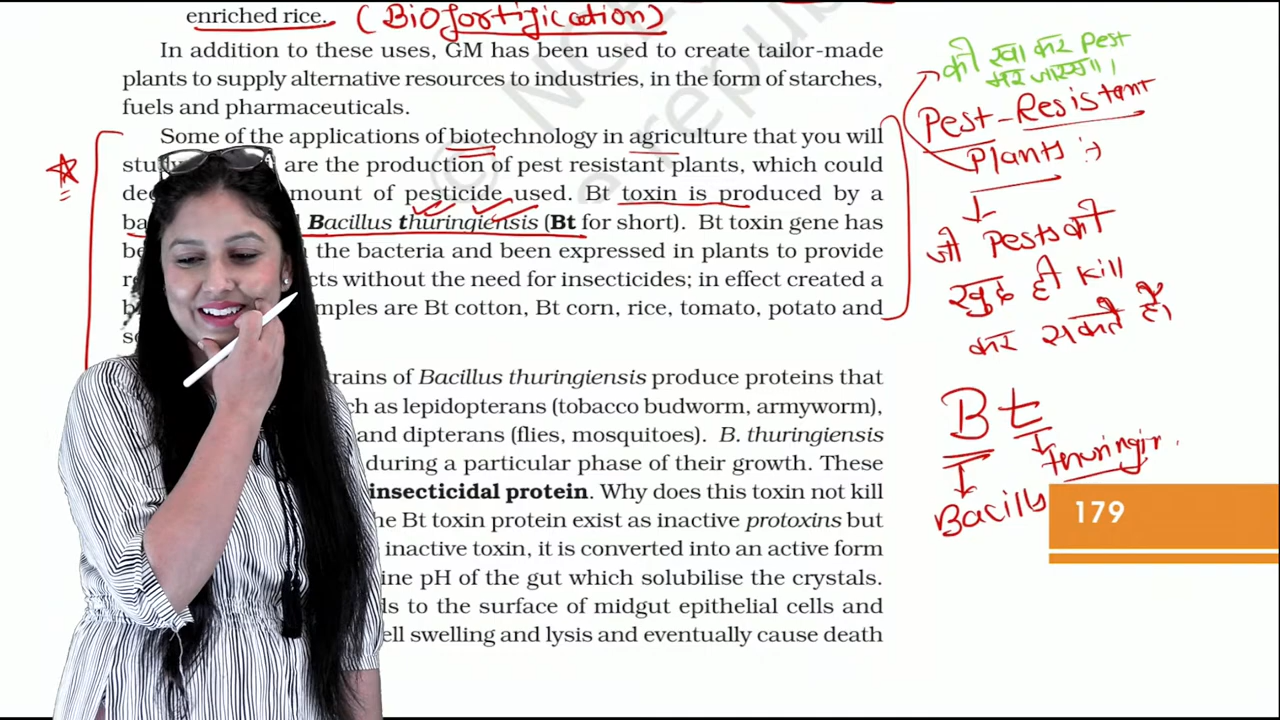 enriched rice. (Biofortification)
In addition to these uses, GM has been used to create tailor-made
plants to supply alternative resources to industries, in the form of starches,
fuels and pharmaceuticals.
Some of the applications of biotechnology in agriculture that you will
are the production of pest resistant plants, which could
mount of pesticide used. Bt toxin is produced by a
Bacillus thuringiensis (Bt for short). Bt toxin gene has
the bacteria and been expressed in plants to provide
cts without the need for insecticides; in effect created a
mples are Bt cotton, Bt corn, rice, tomato, potato and
rains of Bacillus thuringiensis produce proteins that
ch as lepidopterans (tobacco budworm, armyworm),
and dipterans (flies, mosquitoes). B. thuringiensis
during a particular phase of their growth. These
insecticidal protein. Why does this toxin not kill
he Bt toxin protein exist as inactive protoxins but
inactive toxin, it is converted into an active form
ine pH of the gut which solubilise the crystals.
ds to the surface of midgut epithelial cells and
ell swelling and lysis and eventually cause death
की खा कर Pest
मर जाएगा।
Pest-Resistant
Plants :→
जो Pests को
खुद ही kill
कर सकते है।
Bt
thuringir
Bacills
179